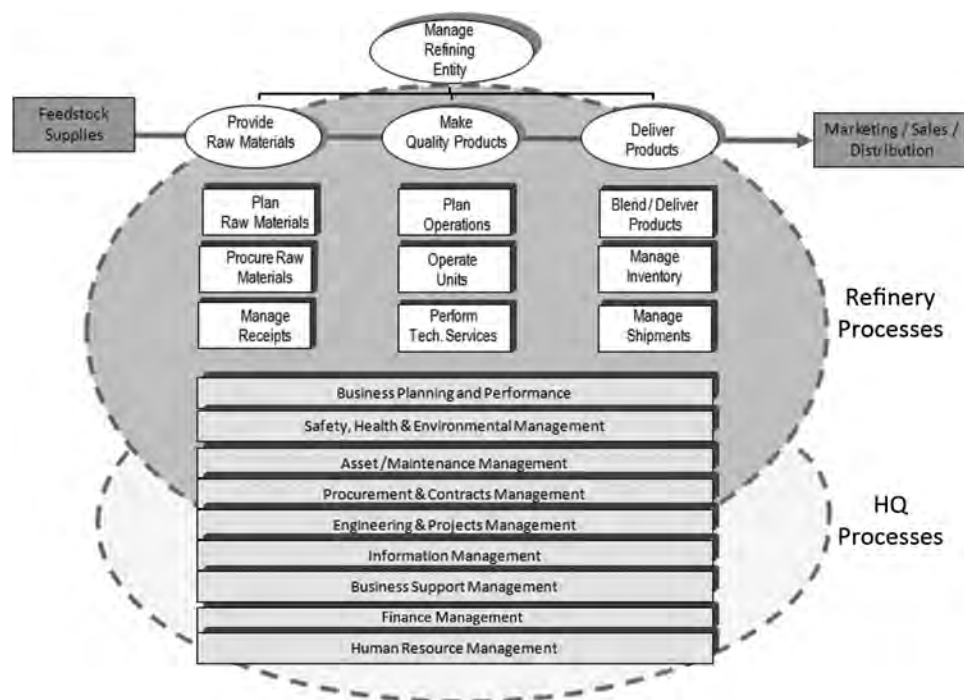 Manage
Refining
Entity
Feedstock
Supplies
Provide
Raw Materials
Make
Quality Products
Deliver
Products
Marketing / Sales /
Distribution
Plan
Raw Materials
Plan
Operations
Blend / Deliver
Products
Procure Raw
Materials
Operate
Units
Manage
Inventory
Manage
Receipts
Perform
Tech. Services
Manage
Shipments
Refinery
Processes
Business Planning and Performance
Safety, Health & Environmental Management
Asset /Maintenance Management
Procurement & Contracts Management
Engineering & Projects Management
Information Management
Business Support Management
Finance Management
Human Resource Management
HQ
Processes